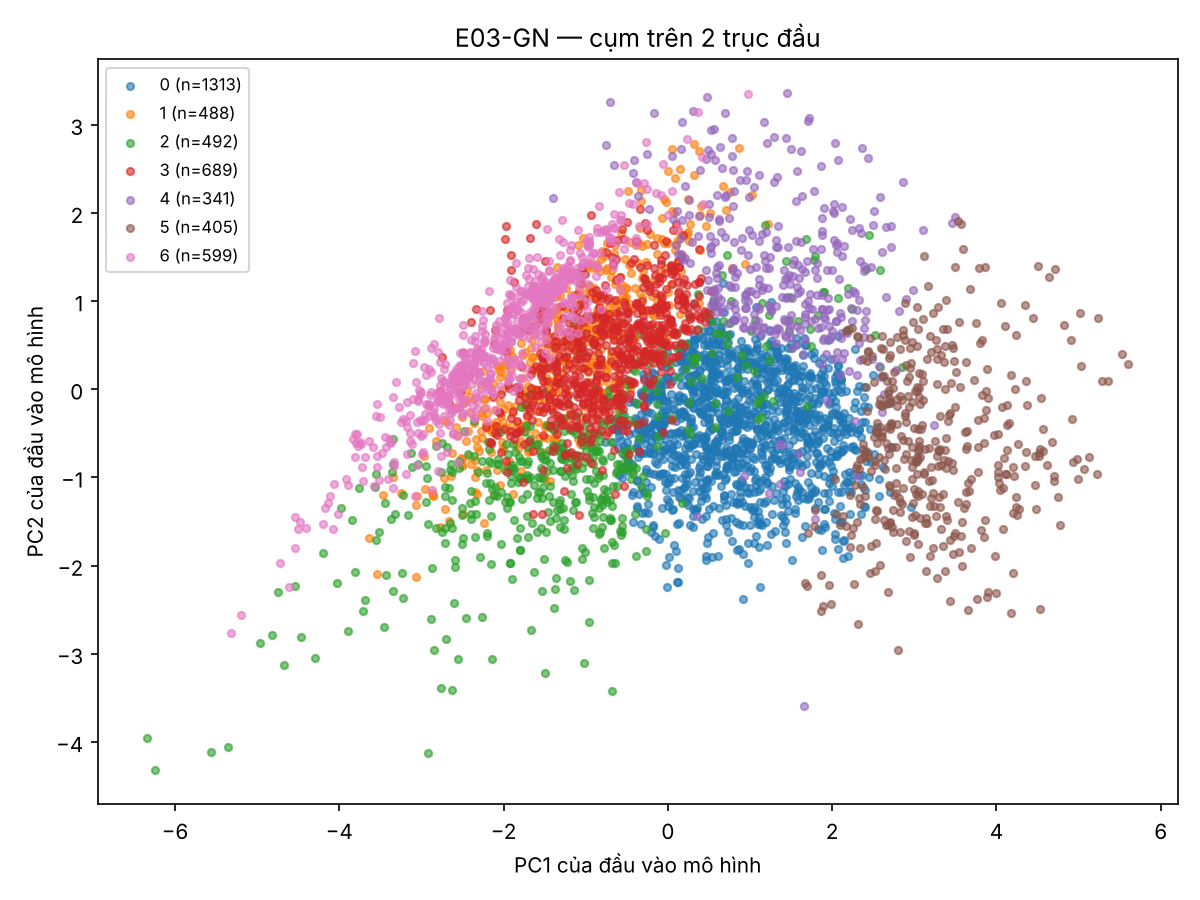 E03-GN — cụm trên 2 trục đầu
0 (n=1313)
1 (n=488)
2 (n=492)
3 (n=689)
4 (n=341)
5 (n=405)
6 (n=599)
PC2 của đầu vào mô hình
3
2
1
0
−1
−2
−3
−4
−6
−4
−2
0
2
4
6
PC1 của đầu vào mô hình